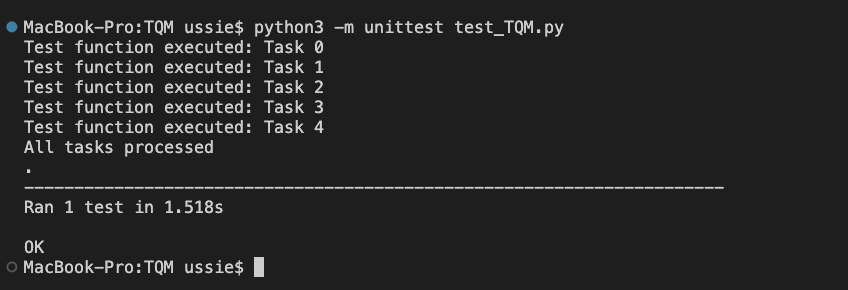 MacBook-Pro:TQM ussie$ python3 -m unittest test_TQM.py
Test function executed: Task 0
Test function executed: Task 1
Test function executed: Task 2
Test function executed: Task 3
Test function executed: Task 4
All tasks processed
.
----------------------------------------------------------------------
Ran 1 test in 1.518s

OK
MacBook-Pro:TQM ussie$